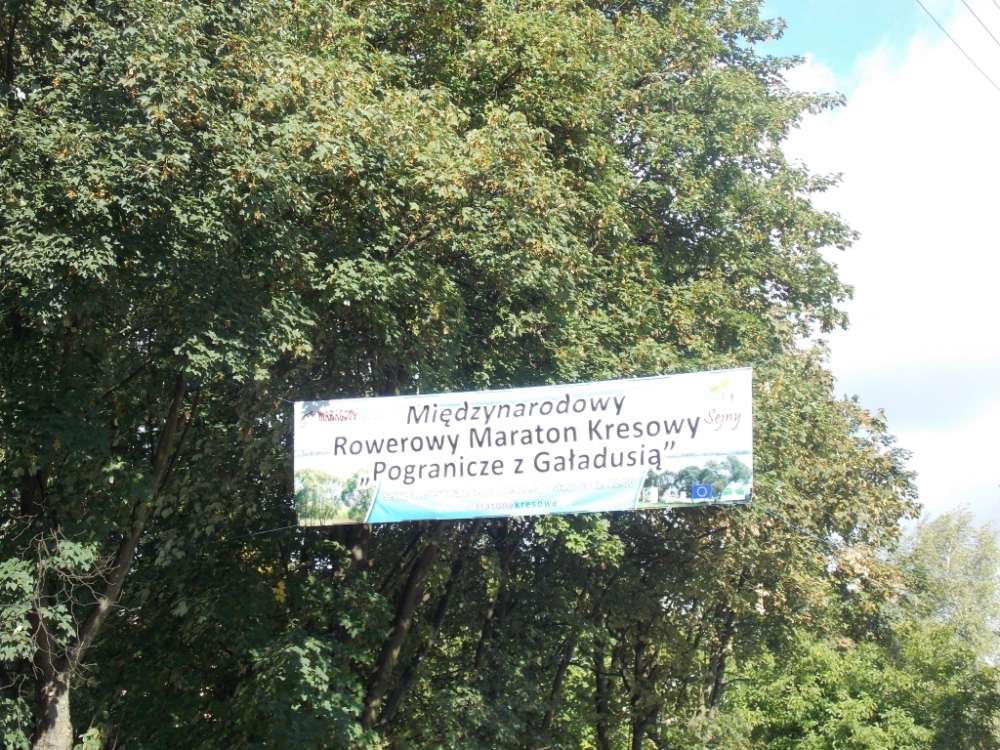 Międzynarodowy
Rowerowy Maraton Kresowy
„Pogranicze z Gaładusią”
Sejny